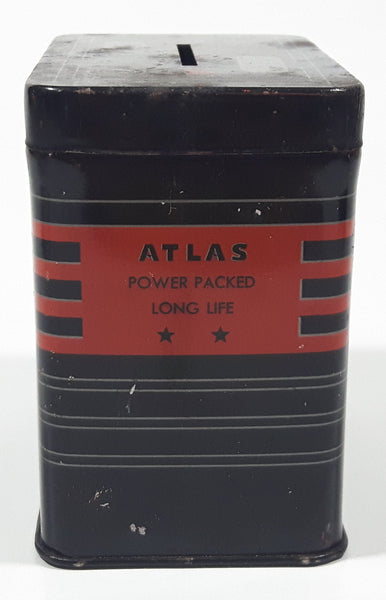 ATLAS
POWER PACKED
LONG LIFE